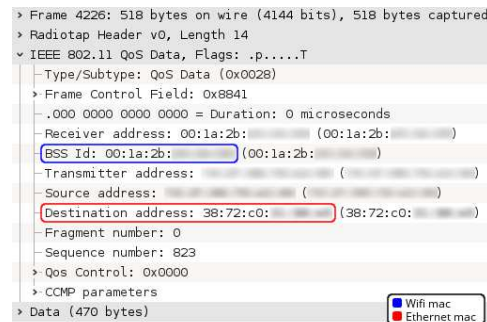 Frame 4226: 518 bytes on wire (4144 bits), 518 bytes captured
Radiotap Header v0, Length 14
IEEE 802.11 QoS Data, Flags: .p.....T
Type/Subtype: QoS Data (0x0028)
Frame Control Field: 0x8841
.000 0000 0000 0000 = Duration: 0 microseconds
Receiver address: 00:1a:2b: (00:1a:2b: )
BSS Id: 00:1a:2b: (00:1a:2b: )
Transmitter address: ( )
Source address: ( )
Destination address: 38:72:c0: (38:72:c0: )
Fragment number: 0
Sequence number: 823
Qos Control: 0x0000
CCMP parameters
Data (470 bytes)
Wifi mac
Ethernet mac